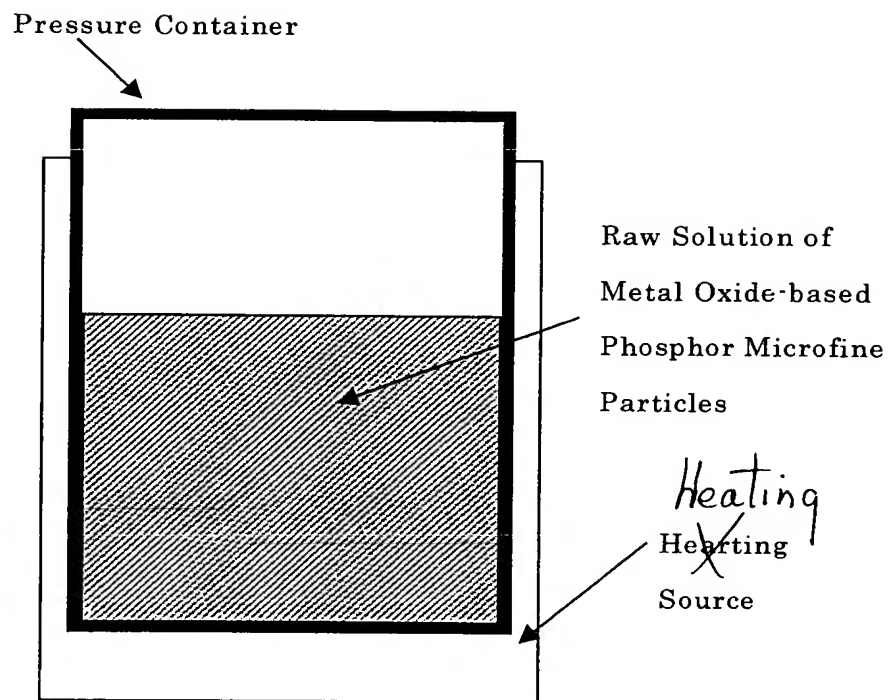 Pressure Container
Raw Solution of
Metal Oxide-based
Phosphor Microfine
Particles
Heating
Hearting
Source